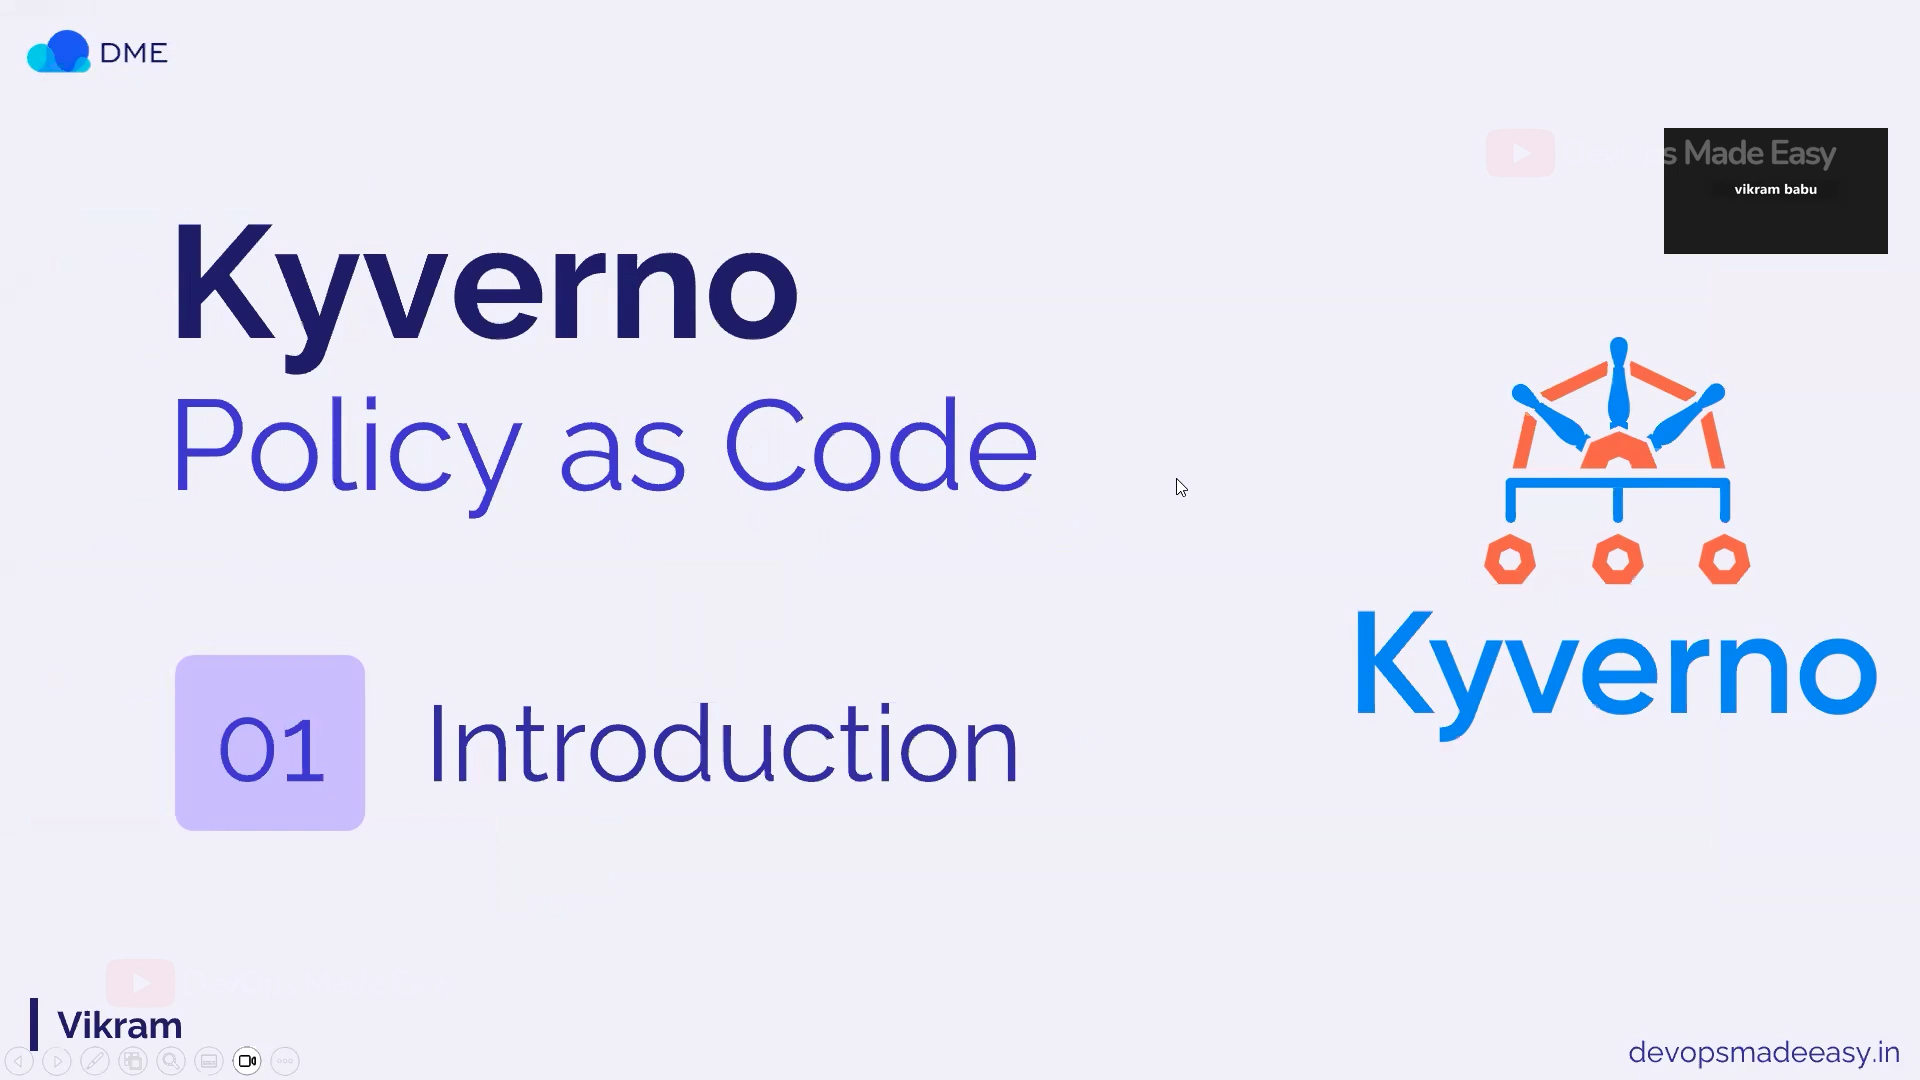 DME
s Made Easy
vikram babu
Kyverno
Policy as Code
Kyverno
01
Introduction
Vikram
devopsmadeeasy.in